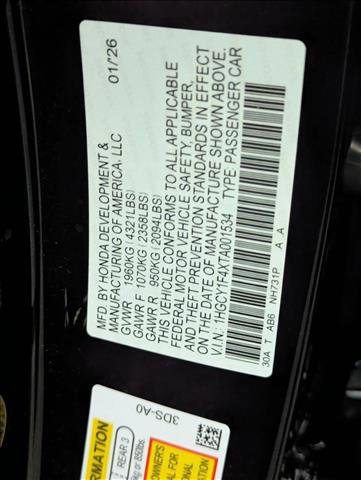 MFD. BY HONDA DEVELOPMENT & 01/26
MANUFACTURING OF AMERICA, LLC
GVWR 1960KG (4321LBS)
GAWR F 1070KG (2358LBS)
GAWR R 950KG (2094LBS)
THIS VEHICLE CONFORMS TO ALL APPLICABLE
FEDERAL MOTOR VEHICLE SAFETY, BUMPER,
AND THEFT PREVENTION STANDARDS IN EFFECT
ON THE DATE OF MANUFACTURE SHOWN ABOVE.
V.I.N.: 1HGCY1F4XTA001534 TYPE PASSENGER CAR
30A T AB6 NH731P A A
3DS-A0
REAR 3